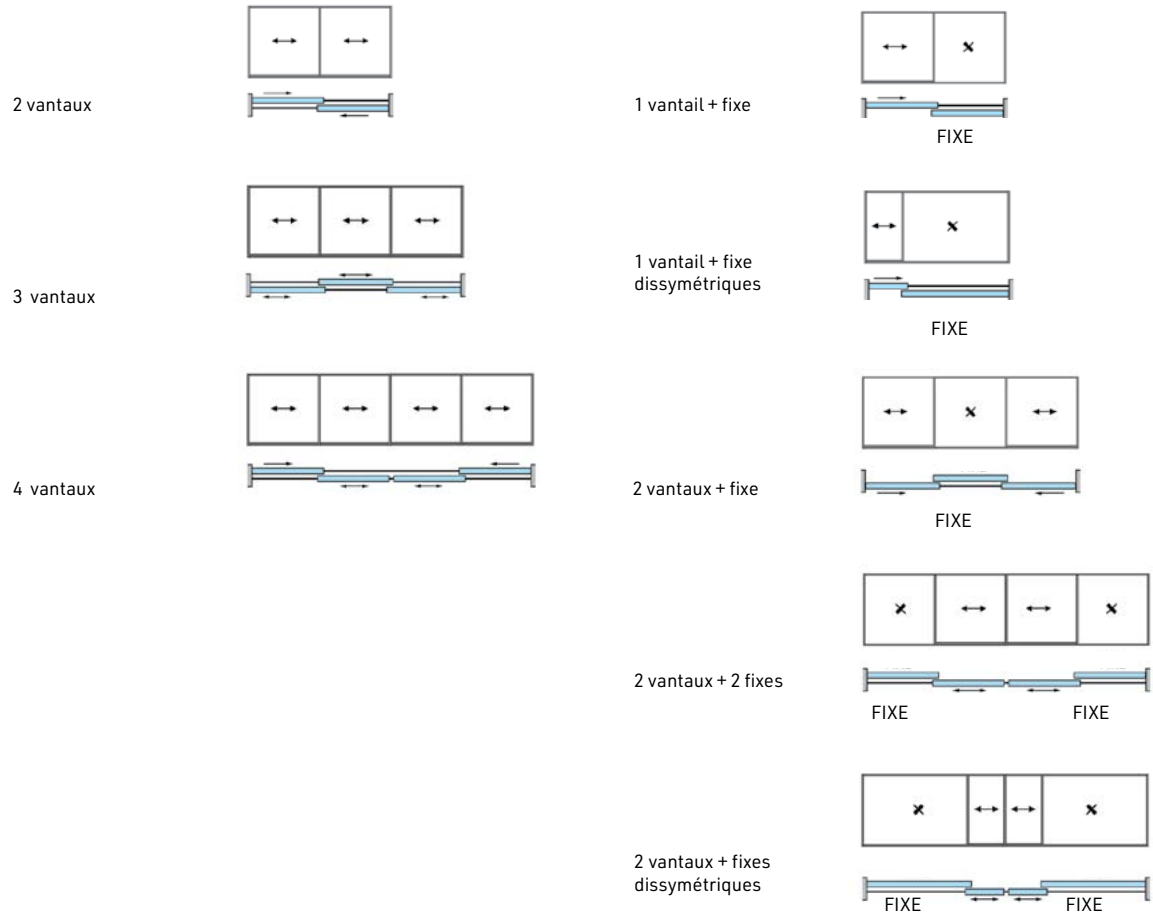 2 vantaux
3 vantaux
4 vantaux
1 vantail + fixe
FIXE
1 vantail + fixe
dissymétriques
FIXE
2 vantaux + fixe
FIXE
2 vantaux + 2 fixes
FIXE FIXE
2 vantaux + fixes
dissymétriques
FIXE FIXE